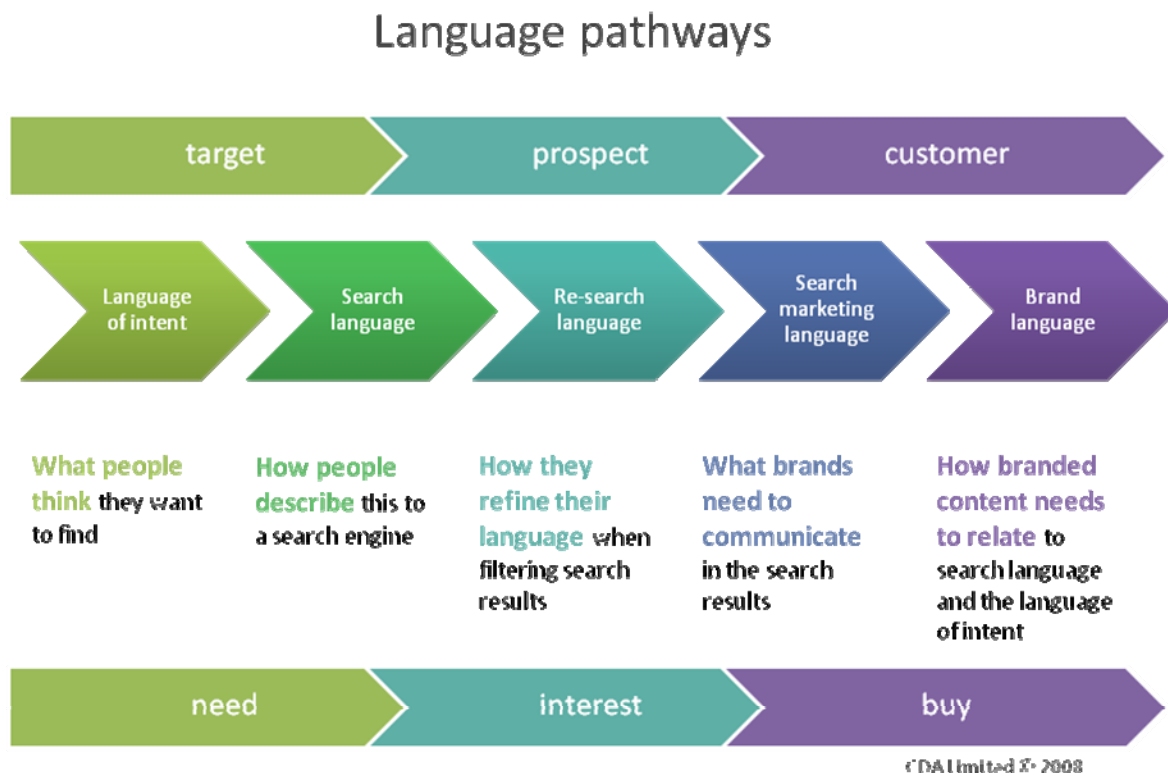 Language pathways
target prospect customer
Language
of intent
Search
language
Re-search
language
Search
marketing
language
Brand
language
What people
think they want
to find
How people
describe this to
a search engine
How they
refine their
language when
filtering search
results
What brands
need to
communicate
in the search
results
How branded
content needs
to relate to
search language
and the language
of intent
need interest buy
CDA Limited 2008